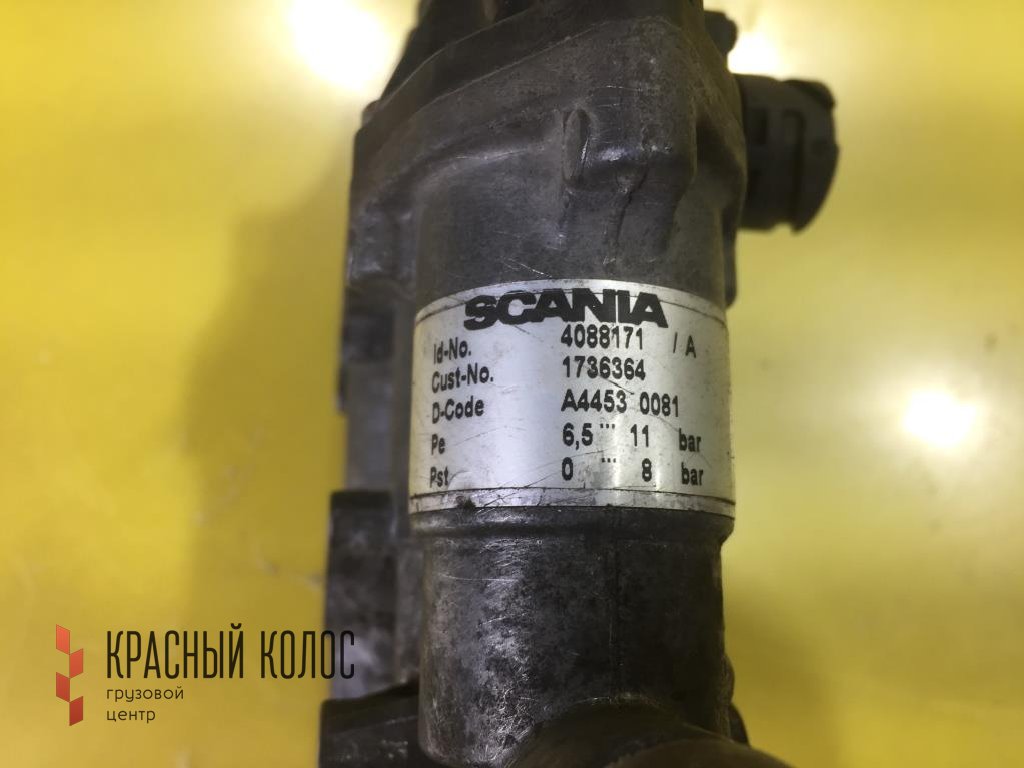 SCANIA
Id-No. 4088171 / A
Cust-No. 1736364
D-Code A4453 0081
Pe 6,5 ... 11 bar
Pst 0 ... 8 bar
КРАСНЫЙ КОЛОС
грузовой
центр